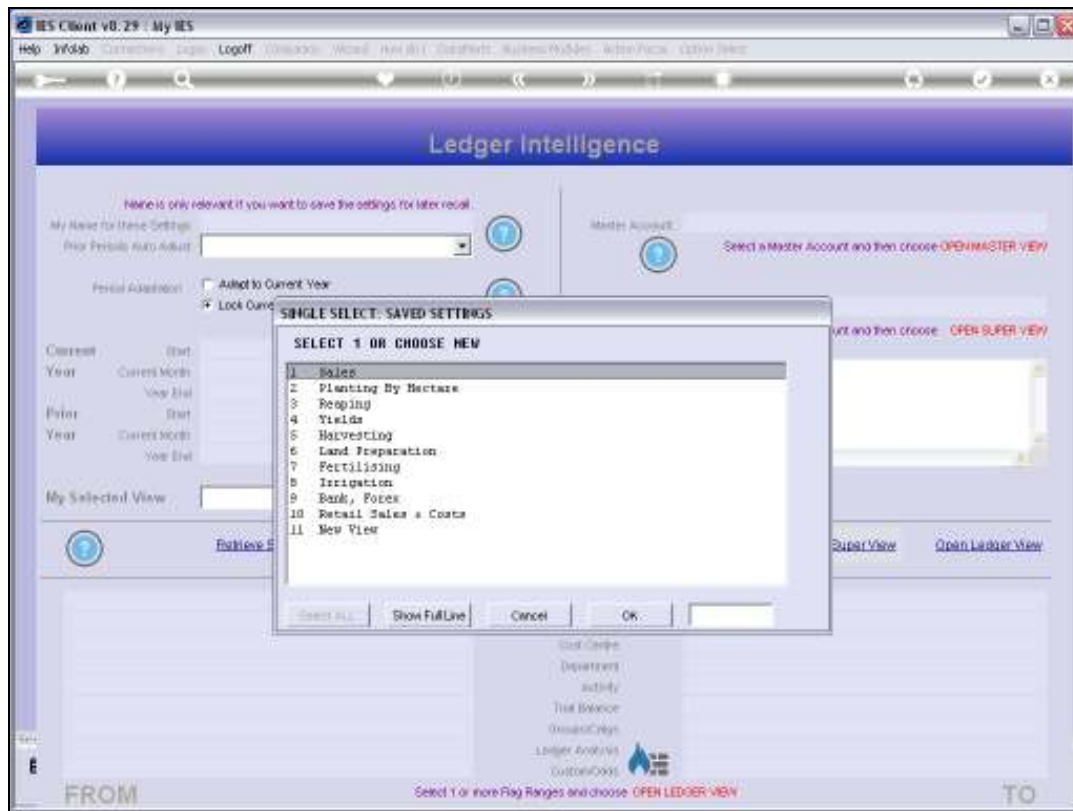 IES Client v8.29 : My IES
Help Infolab Logoff
Ledger Intelligence
Name is only relevant if you want to save the settings for later recall.
My Name for these Settings
Prior Periods Auto Adjust
Master Account
Select a Master Account and then choose OPEN MASTER VIEW
Period Adaptation
Adapt to Current Year
Lock Curre
unt and then choose OPEN SUPER VIEW
SINGLE SELECT: SAVED SETTINGS
SELECT 1 OR CHOOSE NEW
1 Sales
2 Planting By Hectare
3 Reaping
4 Yields
5 Harvesting
6 Land Preparation
7 Fertilising
8 Irrigation
9 Bank, Forex
10 Retail Sales & Costs
11 New View
Select ALL Show Full Line Cancel OK
Current Start
Year Current Month
Year End
Prior Start
Year Current Month
Year End
My Selected View
Retrieve S
Super View Open Ledger View
Cost Centre
Department
Activity
Trial Balance
Ledger Analysis
FROM
Select 1 or more Flag Ranges and choose OPEN LEDGER VIEW
TO